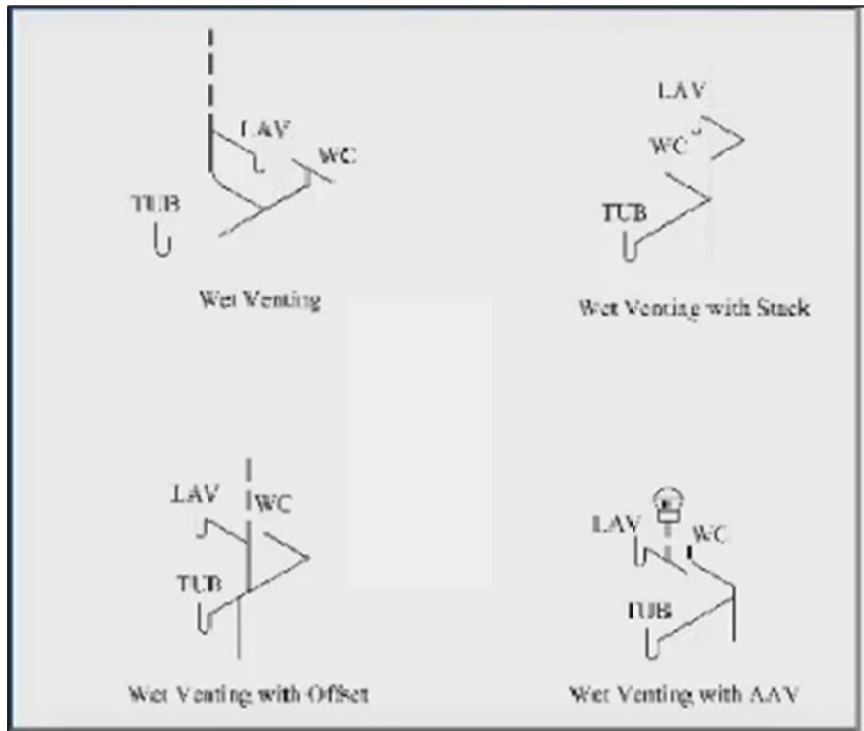 LAV
WC
TUB
Wet Venting
LAV
WC
TUB
Wet Venting with Stack
LAV
WC
TUB
Wet Venting with Offset
LAV
WC
TUB
Wet Venting with AAV